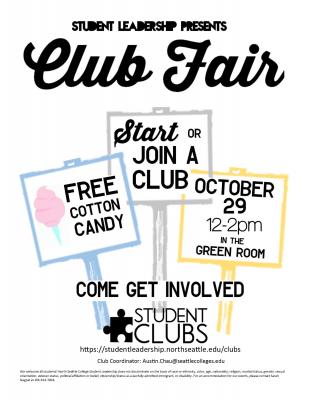 STUDENT LEADERSHIP PRESENTS
Club Fair
Start OR
JOIN A
CLUB
FREE
COTTON
CANDY
OCTOBER
29
12-2pm
IN THE
GREEN ROOM
COME GET INVOLVED
STUDENT
CLUBS
https://studentleadership.northseattle.edu/clubs
Club Coordinator: Austin.Chau@seattlecolleges.edu